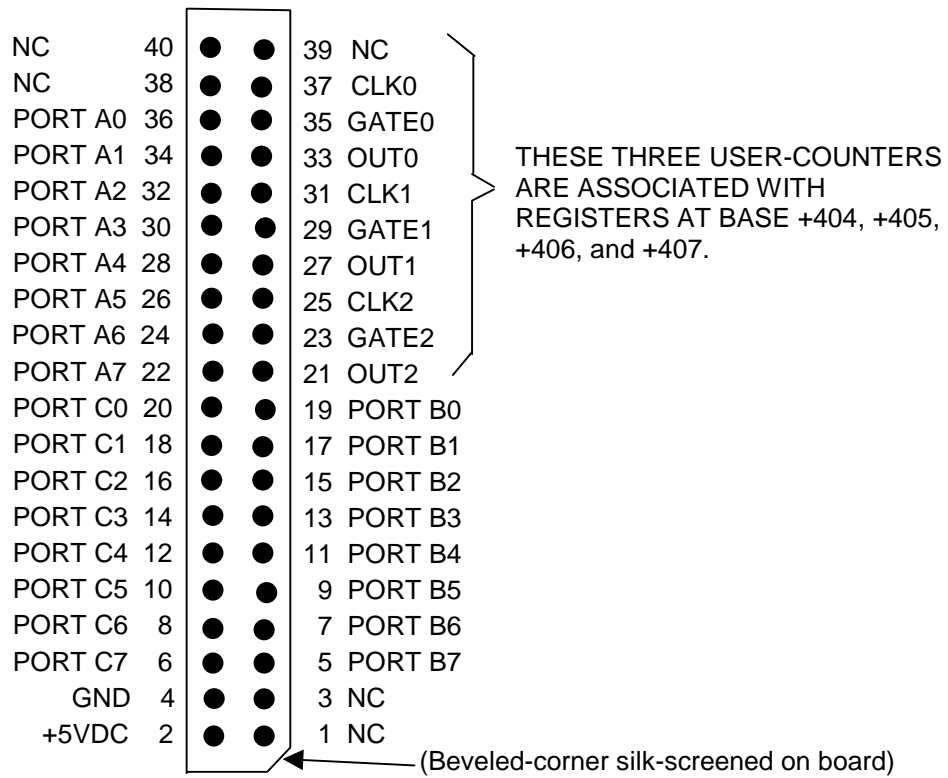 NC 40 39 NC
NC 38 37 CLK0
PORT A0 36 35 GATE0
PORT A1 34 33 OUT0
PORT A2 32 31 CLK1
PORT A3 30 29 GATE1
PORT A4 28 27 OUT1
PORT A5 26 25 CLK2
PORT A6 24 23 GATE2
PORT A7 22 21 OUT2
PORT C0 20 19 PORT B0
PORT C1 18 17 PORT B1
PORT C2 16 15 PORT B2
PORT C3 14 13 PORT B3
PORT C4 12 11 PORT B4
PORT C5 10 9 PORT B5
PORT C6 8 7 PORT B6
PORT C7 6 5 PORT B7
GND 4 3 NC
+5VDC 2 1 NC
THESE THREE USER-COUNTERS
ARE ASSOCIATED WITH
REGISTERS AT BASE +404, +405,
+406, and +407.
(Beveled-corner silk-screened on board)